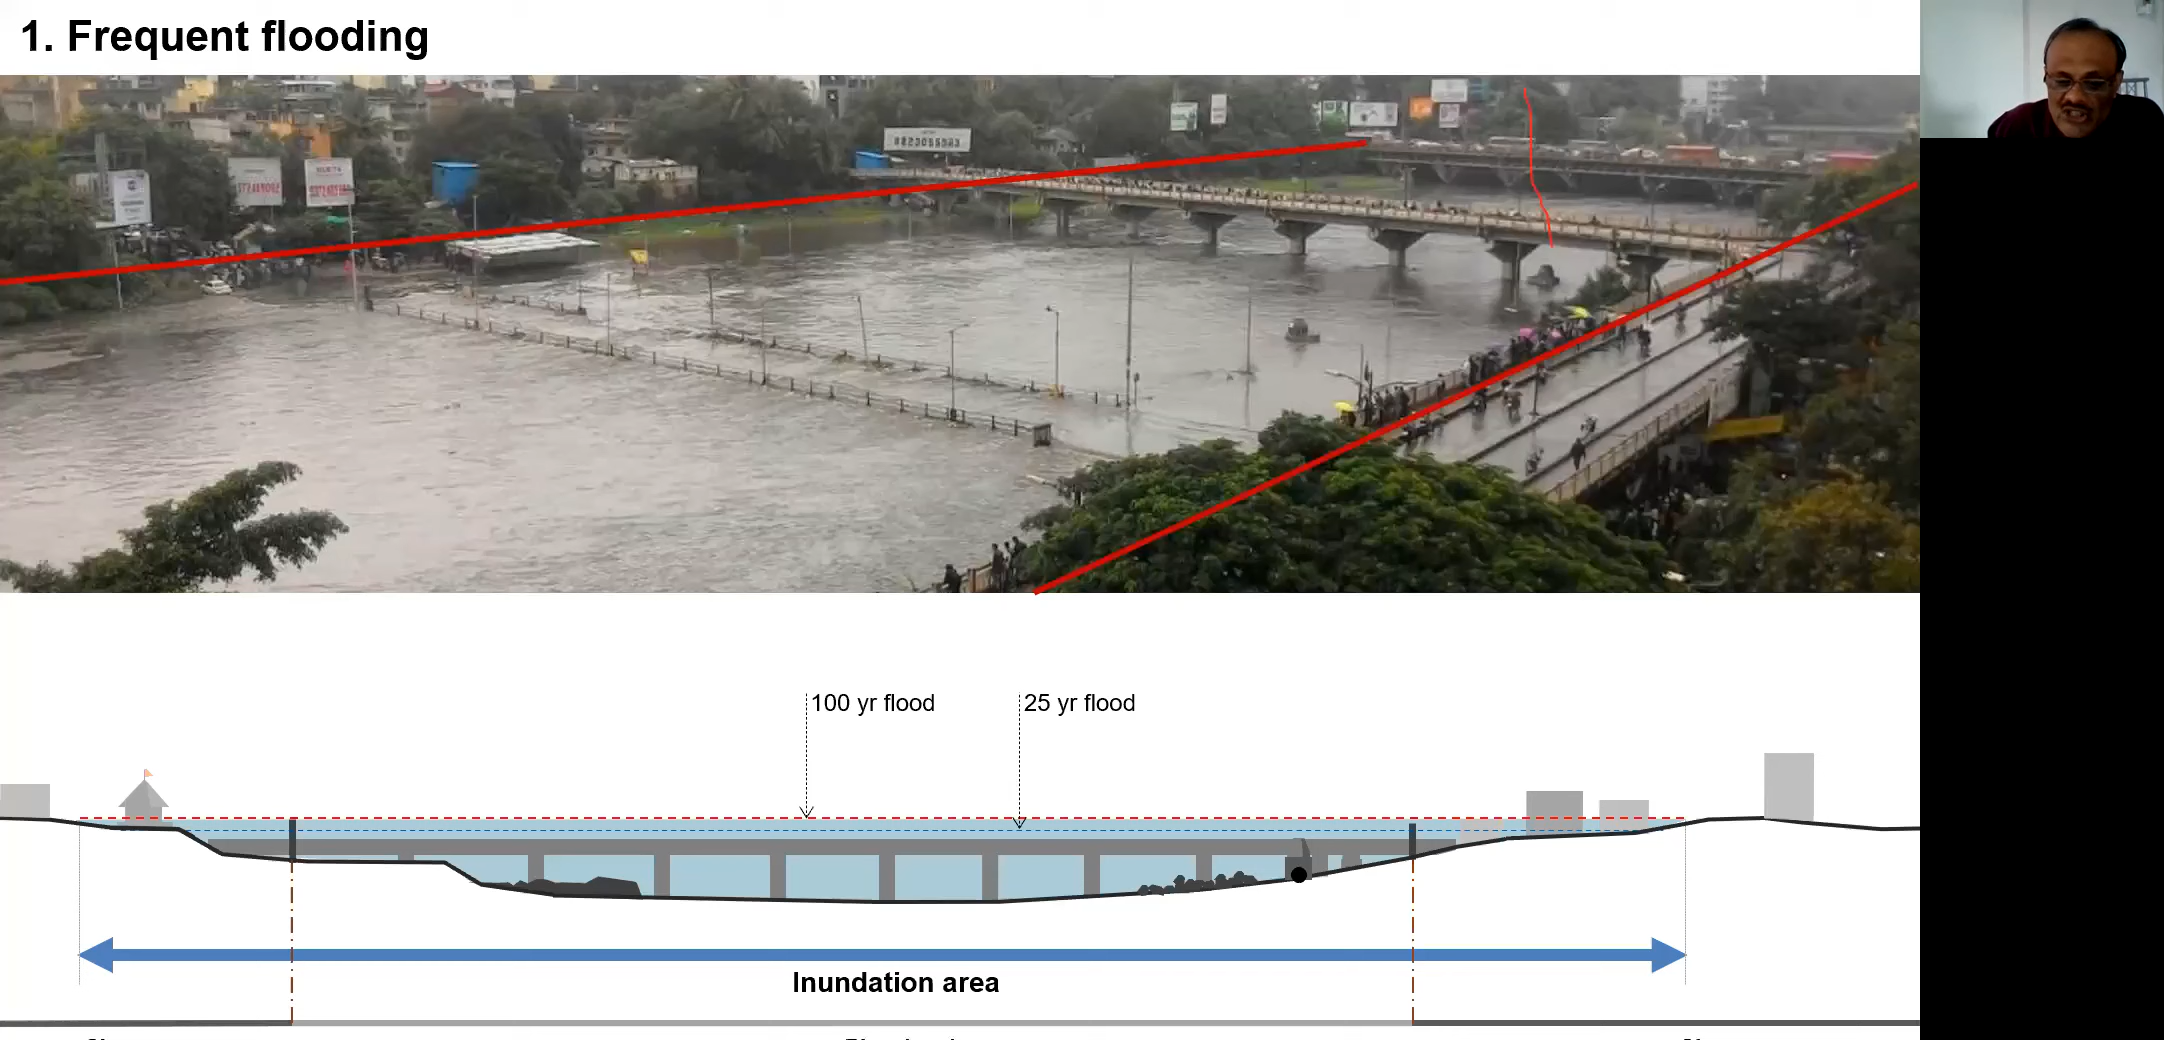 1. Frequent flooding
100 yr flood
25 yr flood
Inundation area